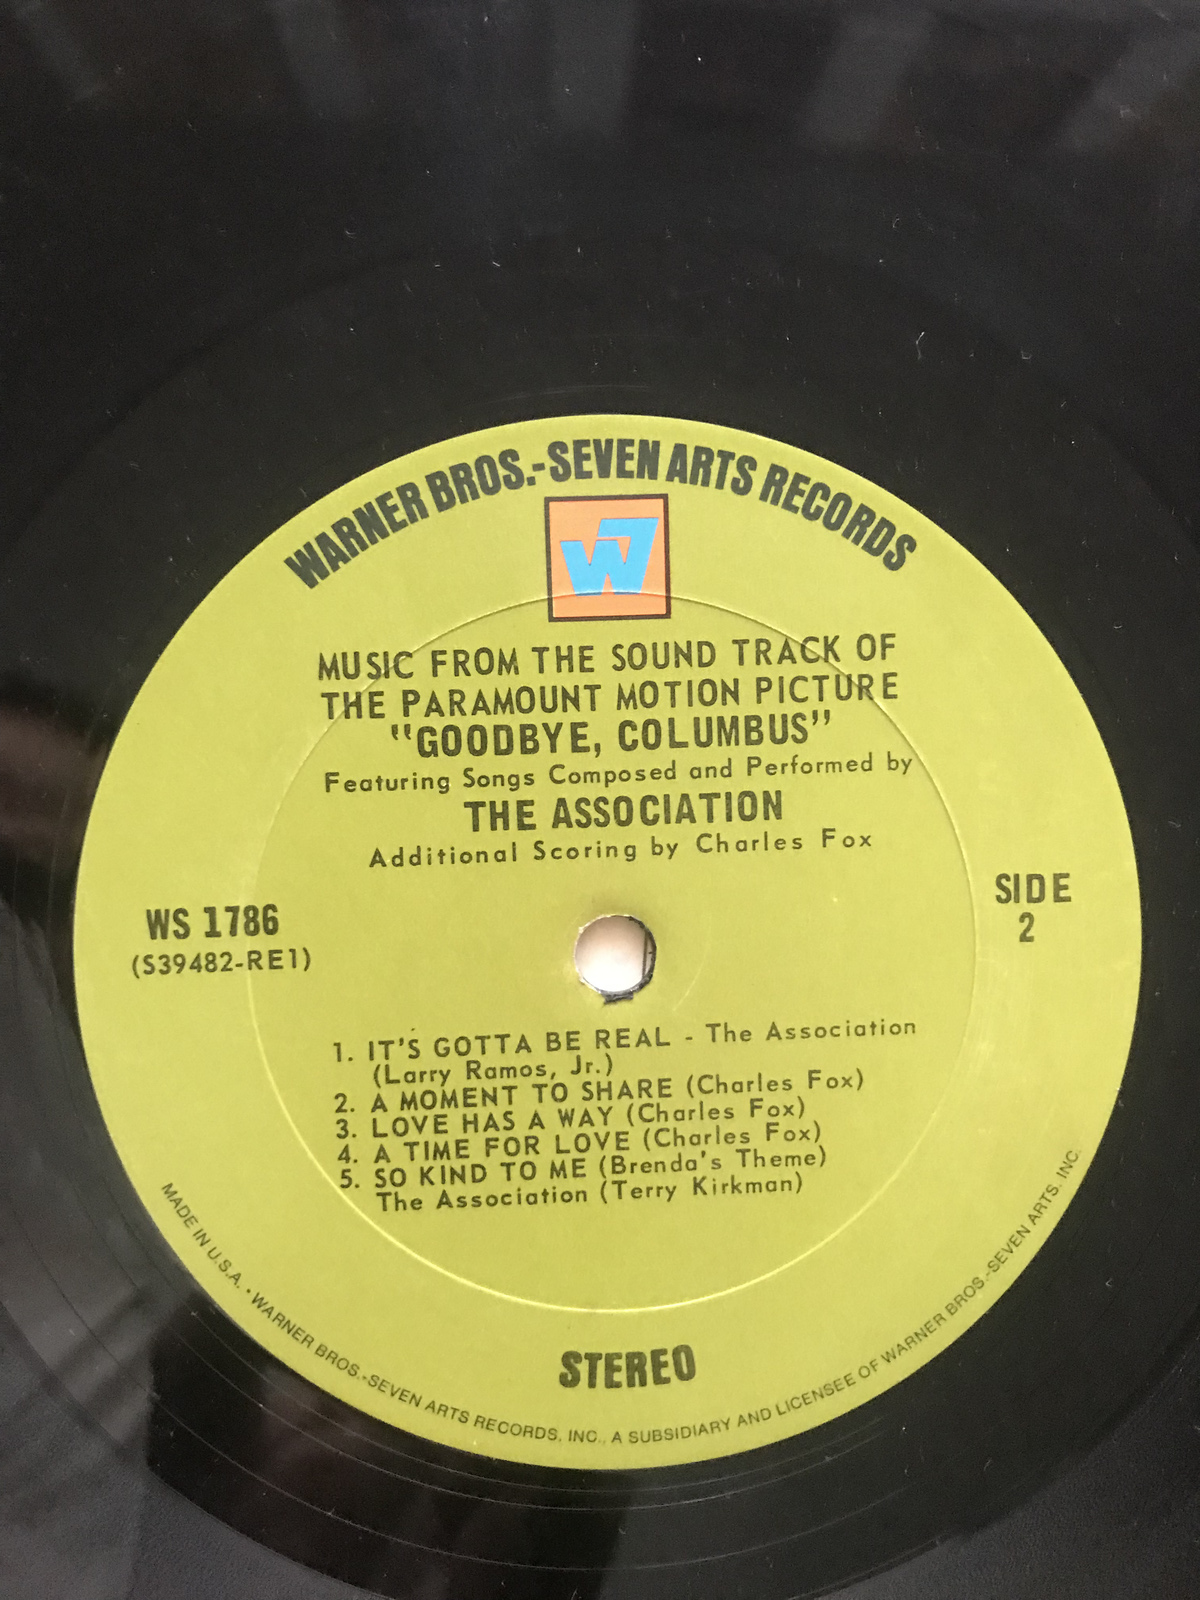 WARNER BROS.-SEVEN ARTS RECORDS
W7
MUSIC FROM THE SOUND TRACK OF
THE PARAMOUNT MOTION PICTURE
"GOODBYE, COLUMBUS"
Featuring Songs Composed and Performed by
THE ASSOCIATION
Additional Scoring by Charles Fox
WS 1786
(S39482-RE1)
SIDE
2
1. IT'S GOTTA BE REAL - The Association
(Larry Ramos, Jr.)
2. A MOMENT TO SHARE (Charles Fox)
3. LOVE HAS A WAY (Charles Fox)
4. A TIME FOR LOVE (Charles Fox)
5. SO KIND TO ME (Brenda's Theme)
The Association (Terry Kirkman)
STEREO
MADE IN U.S.A. • WARNER BROS.-SEVEN ARTS RECORDS, INC., A SUBSIDIARY AND LICENSEE OF WARNER BROS.-SEVEN ARTS, INC.